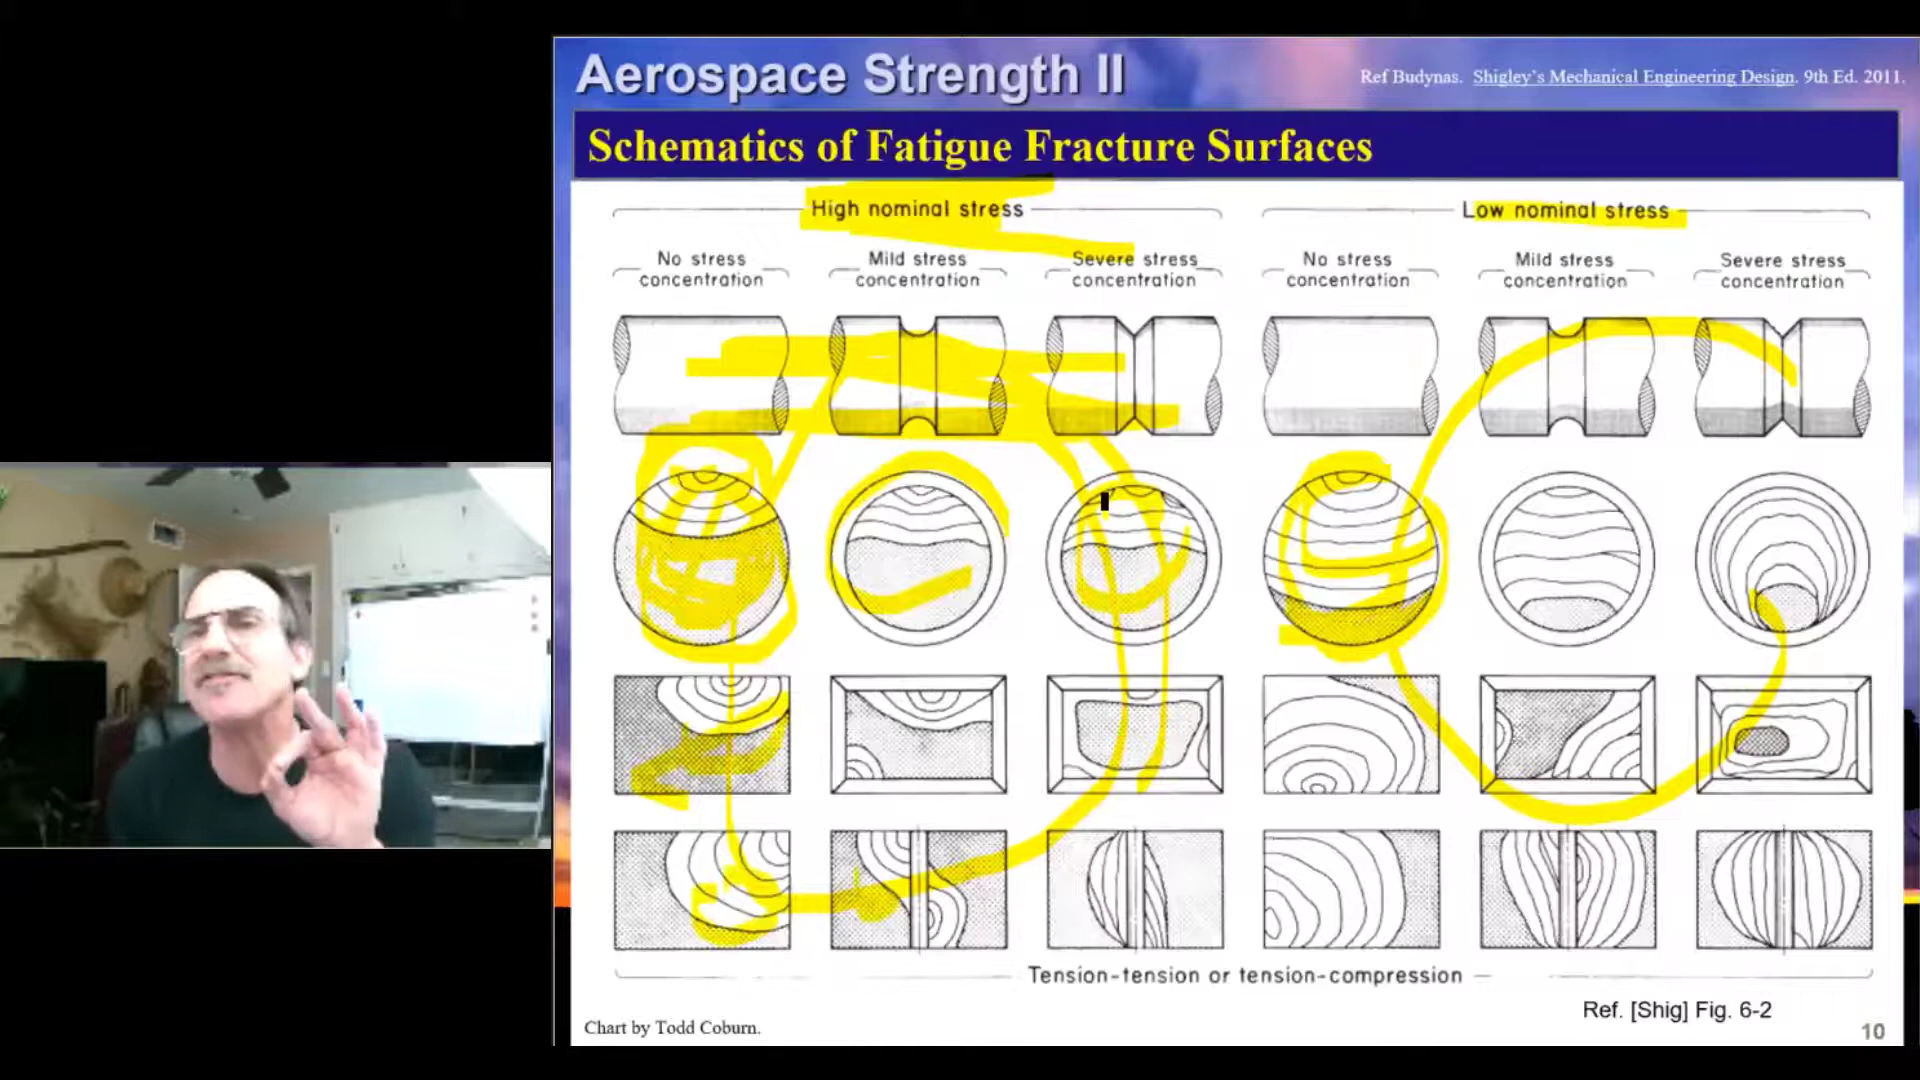 Aerospace Strength II
Ref Budynas. Shigley's Mechanical Engineering Design. 9th Ed. 2011.
Schematics of Fatigue Fracture Surfaces
High nominal stress
Low nominal stress
No stress
concentration
Mild stress
concentration
Severe stress
concentration
No stress
concentration
Mild stress
concentration
Severe stress
concentration
Tension-tension or tension-compression
Ref. [Shig] Fig. 6-2
Chart by Todd Coburn.
10